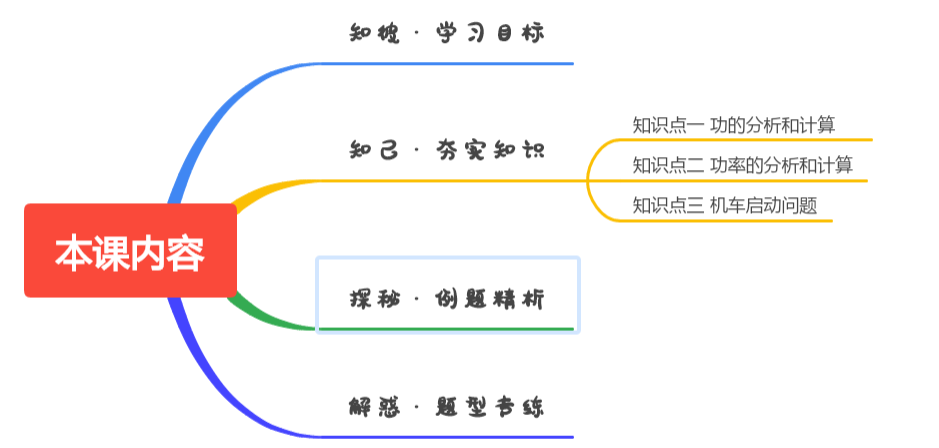 知彼·学习目标
知己·夯实知识
知识点一 功的分析和计算
知识点二 功率的分析和计算
知识点三 机车启动问题
本课内容
探秘·例题精析
解惑·题型专练